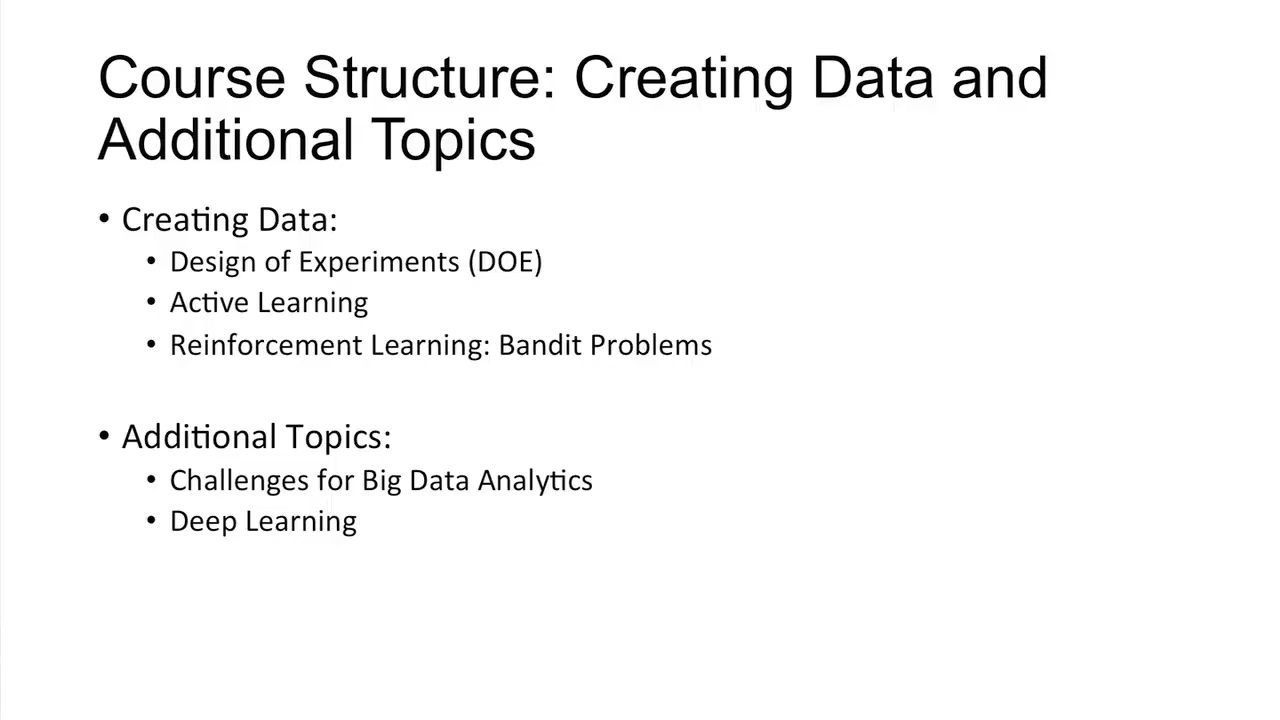 Course Structure: Creating Data and
Additional Topics
• Creating Data:
• Design of Experiments (DOE)
• Active Learning
• Reinforcement Learning: Bandit Problems
• Additional Topics:
• Challenges for Big Data Analytics
• Deep Learning